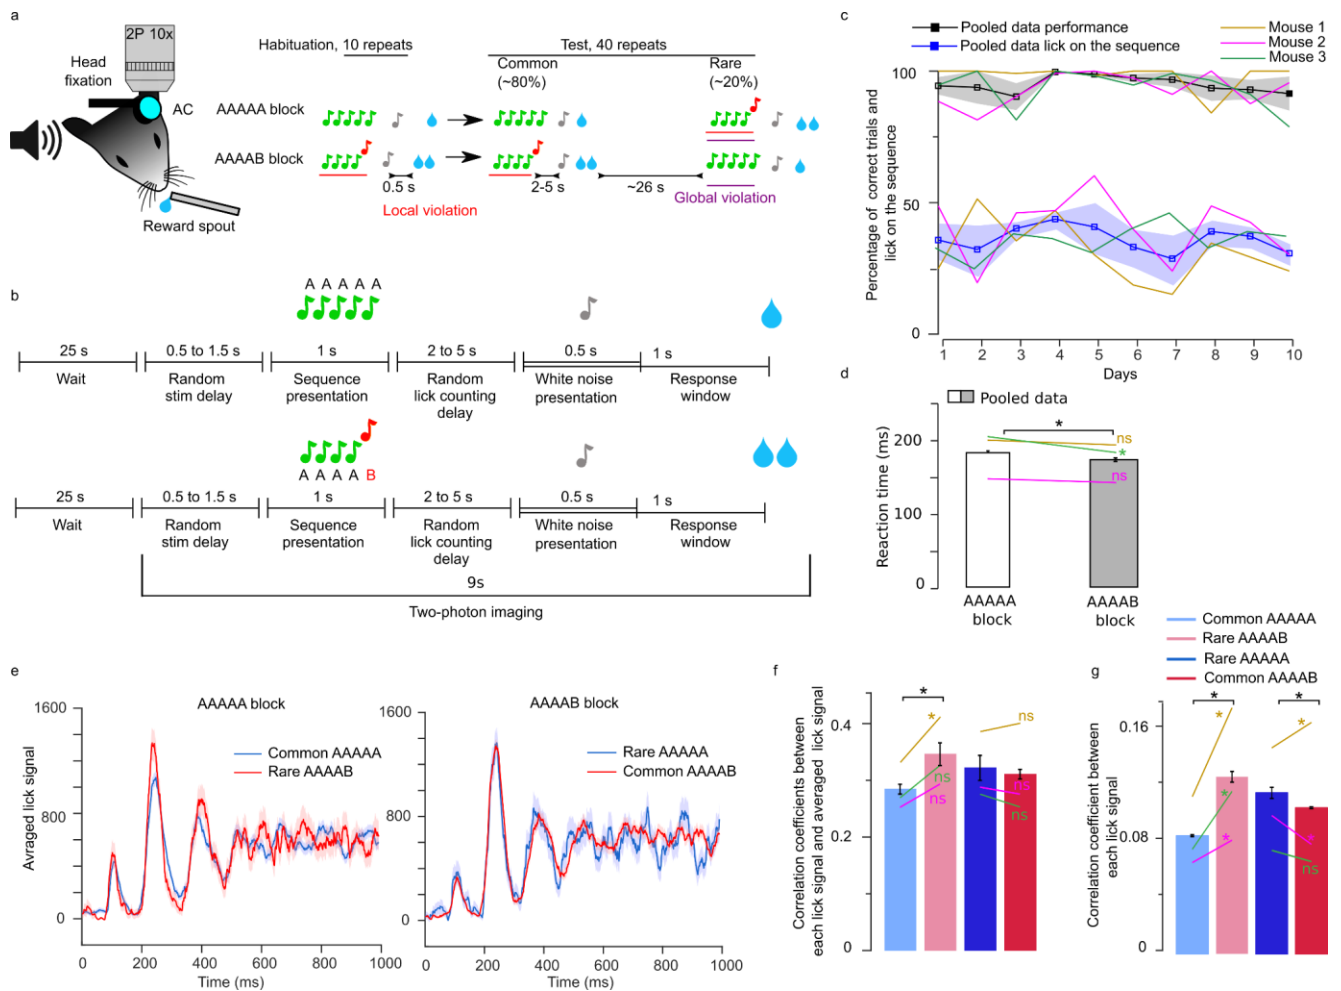 a
2P 10x
Head
fixation
AC
Reward spout
Habituation, 10 repeats
Test, 40 repeats
Common
(~80%)
Rare
(~20%)
AAAAA block
AAAAB block
0.5 s
2-5 s
~26 s
Local violation
Global violation
b
A A A A A
25 s
0.5 to 1.5 s
1 s
2 to 5 s
0.5 s
1 s
Wait
Random
stim delay
Sequence
presentation
Random
lick counting
delay
White noise
presentation
Response
window
A A A A B
25 s
0.5 to 1.5 s
1 s
2 to 5 s
0.5 s
1 s
Wait
Random
stim delay
Sequence
presentation
Random
lick counting
delay
White noise
presentation
Response
window
9s
Two-photon imaging
c
Pooled data performance
Pooled data lick on the sequence
Mouse 1
Mouse 2
Mouse 3
Percentage of correct trials and
lick on the sequence
100
50
0
1 2 3 4 5 6 7 8 9 10
Days
d
Pooled data
Reaction time (ms)
200
100
0
*
ns
*
ns
AAAAA
block
AAAAB
block
Common AAAAA
Rare AAAAB
Rare AAAAA
Common AAAAB
e
AAAAA block
Avraged lick signal
1600
800
0
Common AAAAA
Rare AAAAB
0 200 400 600 800 1000
Time (ms)
AAAAB block
1600
800
0
Rare AAAAA
Common AAAAB
0 200 400 600 800 1000
Time (ms)
f
Correlation coefficients between
each lick signal and averaged lick signal
0.4
0.2
0
*
*
ns
ns
ns
ns
ns
g
Correlation coefficient between
each lick signal
0.16
0.08
0
*
*
*
*
*
*
*
ns